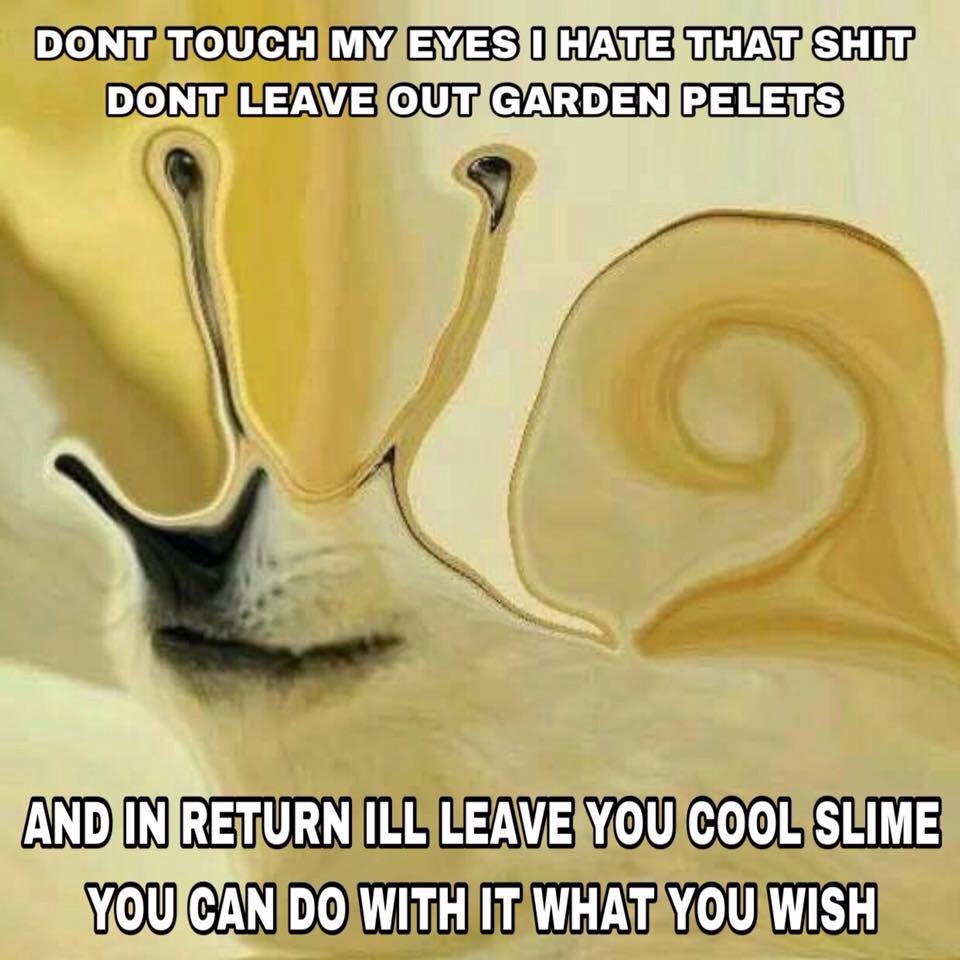 DONT TOUCH MY EYES I HATE THAT SHIT
DONT LEAVE OUT GARDEN PELETS
AND IN RETURN ILL LEAVE YOU COOL SLIME
YOU CAN DO WITH IT WHAT YOU WISH